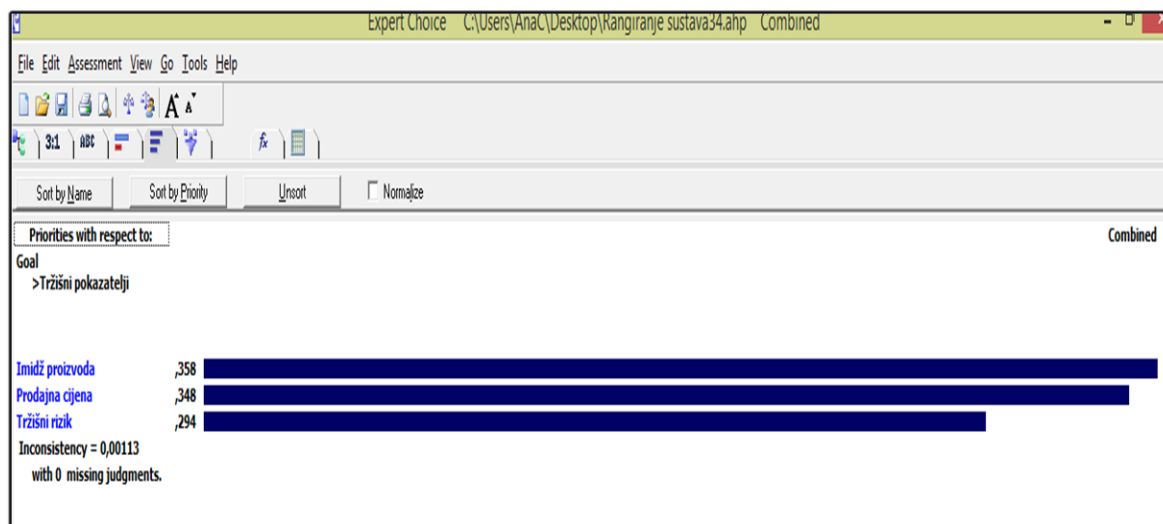 Expert Choice C:\Users\AnaC\Desktop\Rangiranje sustava34.ahp Combined
File Edit Assessment View Go Tools Help
A A
3:1 ABC fx
Sort by Name Sort by Priority Unsort Normalize
Priorities with respect to: Combined
Goal
>Tržišni pokazatelji
Imidž proizvoda ,358
Prodajna cijena ,348
Tržišni rizik ,294
Inconsistency = 0,00113
with 0 missing judgments.